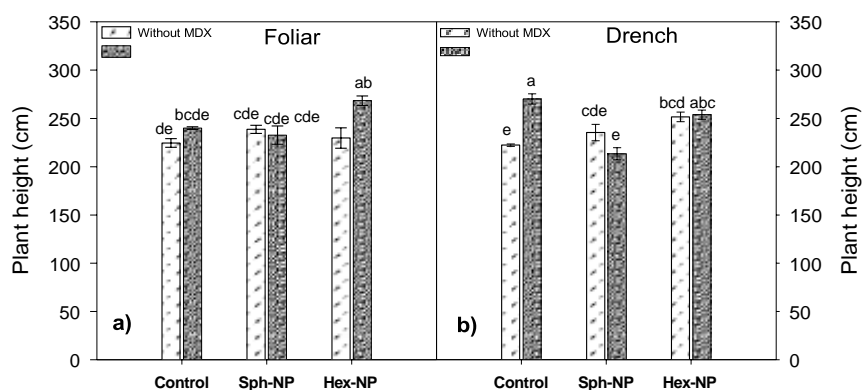 350
300
250
200
150
100
50
0
Plant height (cm)
Without MDX
Foliar
de
bcde
cde
cde
cde
ab
a)
Control
Sph-NP
Hex-NP
Without MDX
Drench
e
a
cde
e
bcd
abc
b)
Control
Sph-NP
Hex-NP
350
300
250
200
150
100
50
0
Plant height (cm)